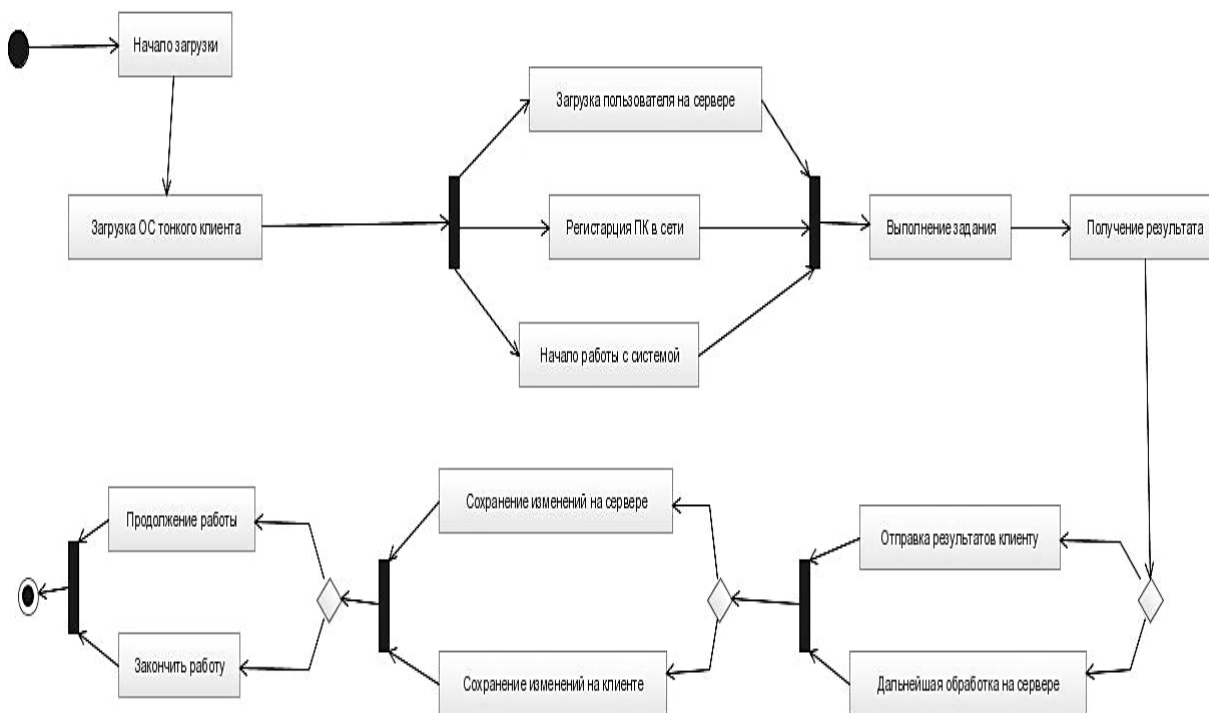 Начало загрузки
Загрузка пользователя на сервере
Загрузка ОС тонкого клиента
Регистарция ПК в сети
Выполнение задания
Получение результата
Начало работы с системой
Продолжение работы
Сохранение изменений на сервере
Отправка результатов клиенту
Закончить работу
Сохранение изменений на клиенте
Дальнейшая обработка на сервере